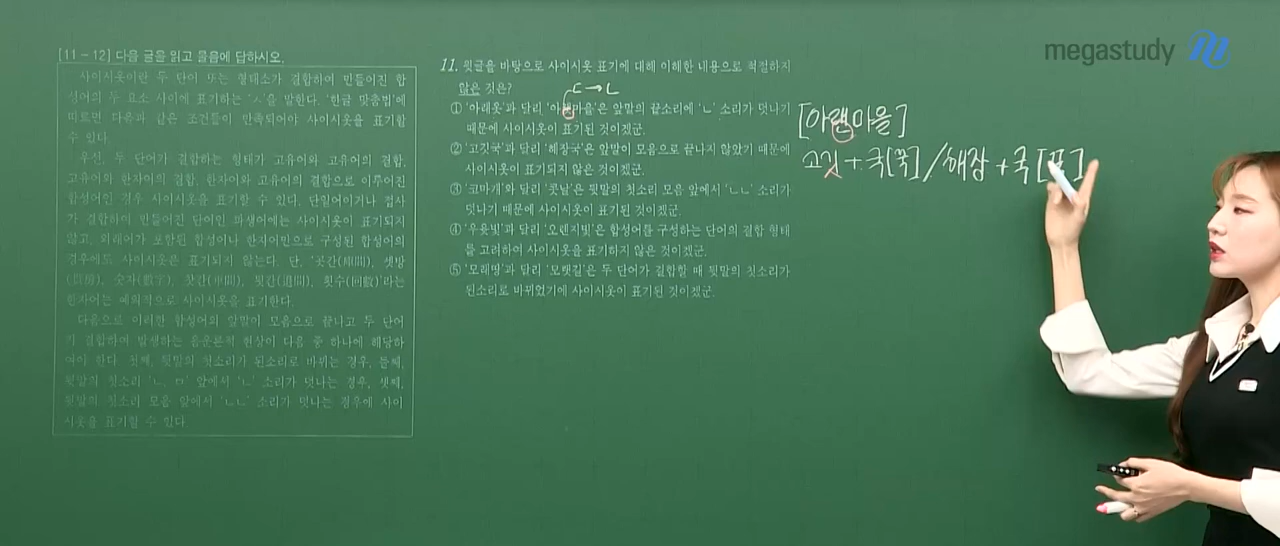 megastudy
[11-12] 다음 글을 읽고 물음에 답하시오.
사이시옷이란 두 단어 또는 형태소가 결합하여 만들어진 합
성어의 두 요소 사이에 표기하는 'ㅅ'을 말한다. '한글 맞춤법'에
따르면 다음과 같은 조건들이 만족되어야 사이시옷을 표기할
수 있다.
우선, 두 단어가 결합하는 형태가 고유어와 고유어의 결합,
고유어와 한자어의 결합, 한자어와 고유어의 결합으로 이루어진
합성어인 경우 사이시옷을 표기할 수 있다. 단일어이거나 접사
가 결합하여 만들어진 단어인 파생어에는 사이시옷이 표기되지
않고, 외래어가 포함된 합성어나 한자어만으로 구성된 합성어의
경우에도 사이시옷은 표기되지 않는다. 단, '곳간(庫間), 셋방
(貰房), 숫자(數字), 찻간(車間), 툇간(退間), 횟수(回數)'라는
한자어는 예외적으로 사이시옷을 표기한다.
다음으로 이러한 합성어의 앞말이 모음으로 끝나고 두 단어
가 결합하여 발생하는 음운론적 현상이 다음 중 하나에 해당하
여야 한다. 첫째, 뒷말의 첫소리가 된소리로 바뀌는 경우, 둘째,
뒷말의 첫소리 'ㄴ, ㅁ' 앞에서 'ㄴ' 소리가 덧나는 경우, 셋째,
뒷말의 첫소리 모음 앞에서 'ㄴㄴ' 소리가 덧나는 경우에 사이
시옷을 표기할 수 있다.
11. 윗글을 바탕으로 사이시옷 표기에 대해 이해한 내용으로 적절하지
않은 것은?
ㄷ→ㄴ
① '아래옷'과 달리 '아랫마을'은 앞말의 끝소리에 'ㄴ' 소리가 덧나기
때문에 사이시옷이 표기된 것이겠군.
② '고깃국'과 달리 '해장국'은 앞말이 모음으로 끝나지 않았기 때문에
사이시옷이 표기되지 않은 것이겠군.
③ '코마개'와 달리 '콧날'은 뒷말의 첫소리 모음 앞에서 'ㄴㄴ' 소리가
덧나기 때문에 사이시옷이 표기된 것이겠군.
④ '우윳빛'과 달리 '오렌지빛'은 합성어를 구성하는 단어의 결합 형태
를 고려하여 사이시옷을 표기하지 않은 것이겠군.
⑤ '모래땅'과 달리 '모랫길'은 두 단어가 결합할 때 뒷말의 첫소리가
된소리로 바뀌었기에 사이시옷이 표기된 것이겠군.
[아랜마을]
고깃+국[꾹]/해장+국[꾹]